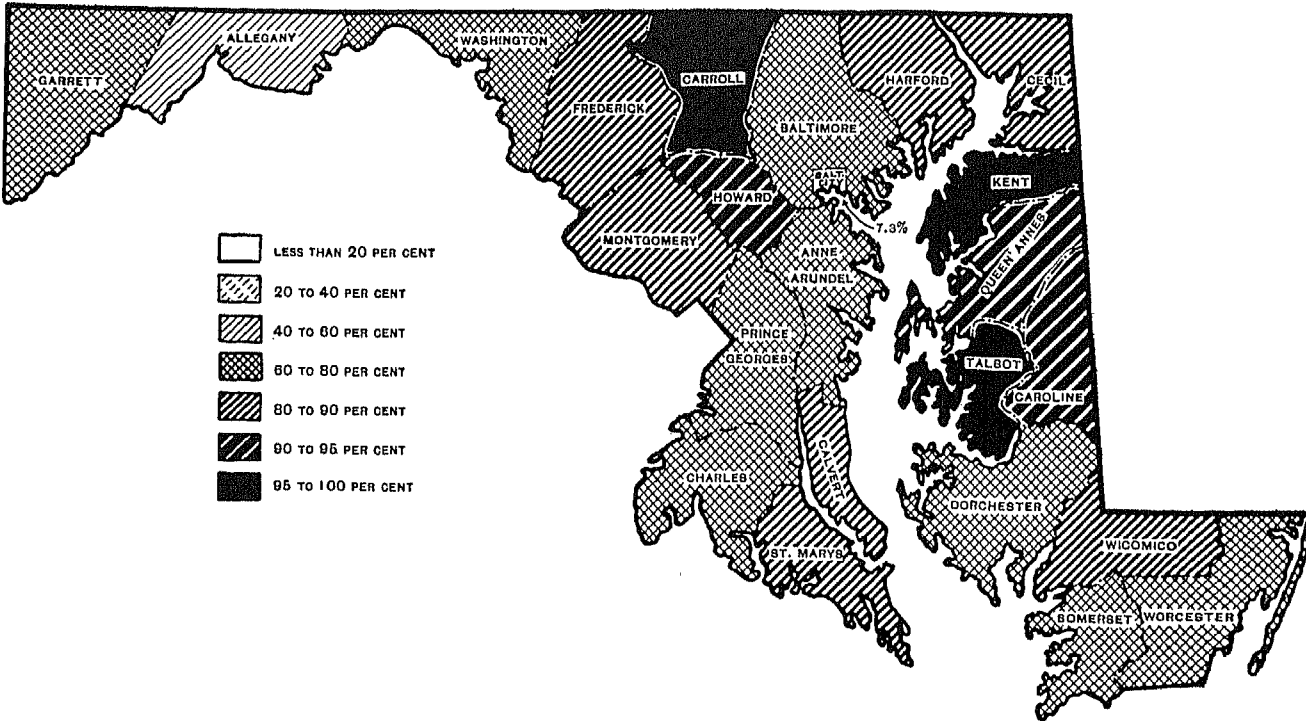 ALLEGANY
WASHINGTON
GARRETT
CARROLL
HARFORD
CECIL
FREDERICK
BALTIMORE
BALT.
CITY
KENT
HOWARD
7.3%
MONTGOMERY
ANNE
ARUNDEL
QUEEN ANNES
PRINCE
GEORGES
TALBOT
CAROLINE
CALVERT
CHARLES
DORCHESTER
ST. MARYS
WICOMICO
SOMERSET
WORCESTER
LESS THAN 20 PER CENT
20 TO 40 PER CENT
40 TO 60 PER CENT
60 TO 80 PER CENT
80 TO 90 PER CENT
90 TO 95 PER CENT
95 TO 100 PER CENT